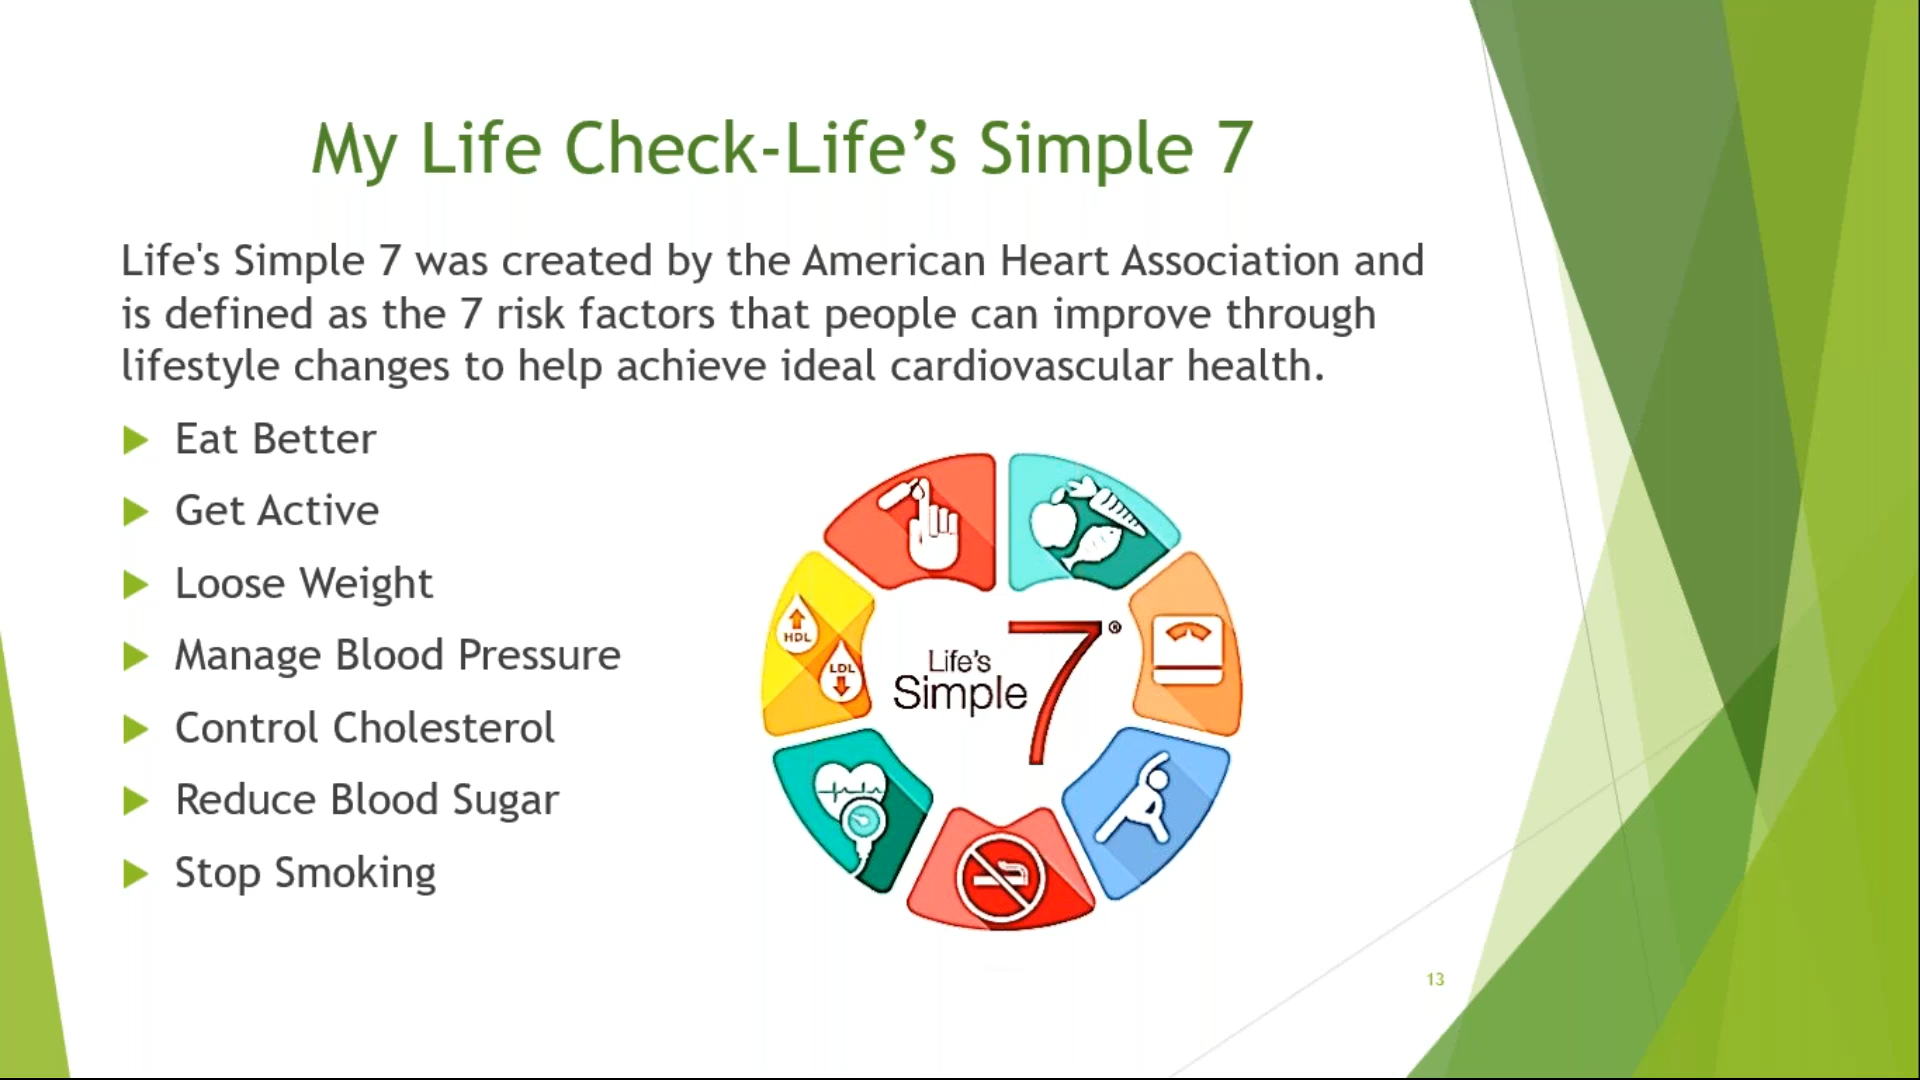 My Life Check-Life’s Simple 7
Life's Simple 7 was created by the American Heart Association and
is defined as the 7 risk factors that people can improve through
lifestyle changes to help achieve ideal cardiovascular health.
Eat Better
Get Active
Loose Weight
Manage Blood Pressure
Control Cholesterol
Reduce Blood Sugar
Stop Smoking
HDL
LDL
Life's
Simple 7®
13